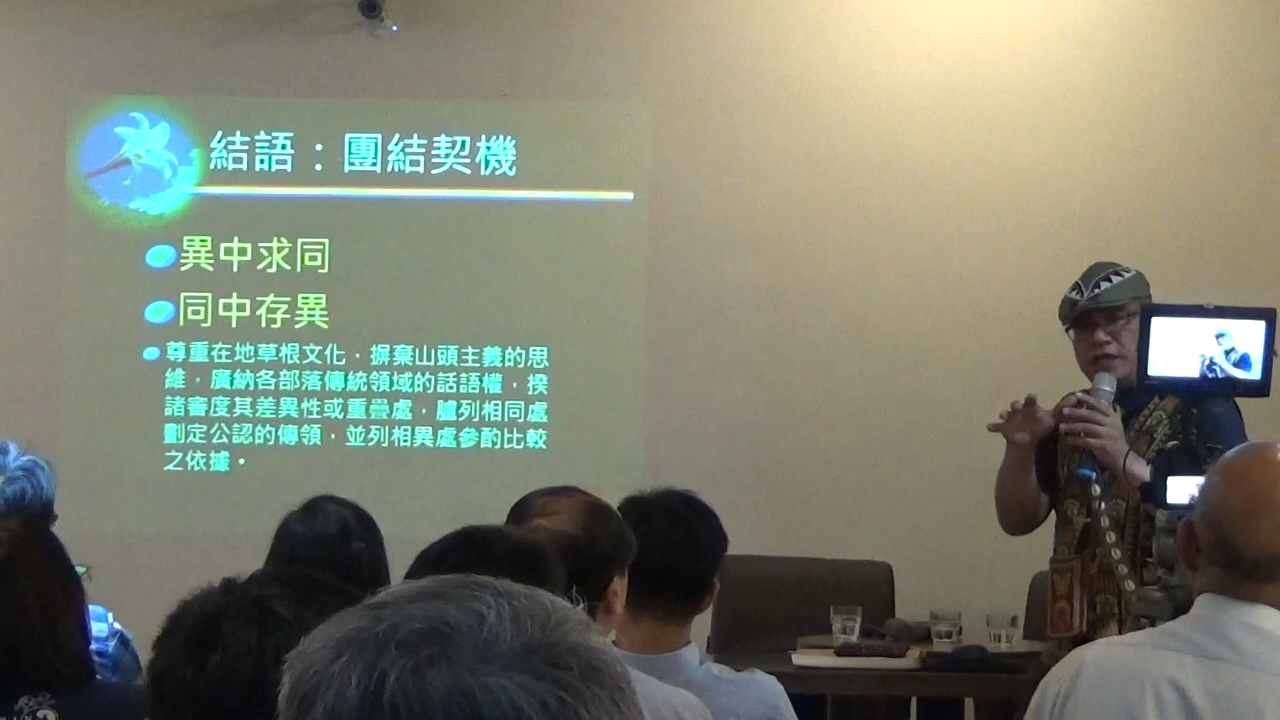 結語：團結契機
異中求同
同中存異
尊重在地草根文化，摒棄山頭主義的思
維，廣納各部落傳統領域的話語權，揆
諸審度其差異性或重疊處，臚列相同處
劃定公認的傳領，並列相異處參酌比較
之依據。